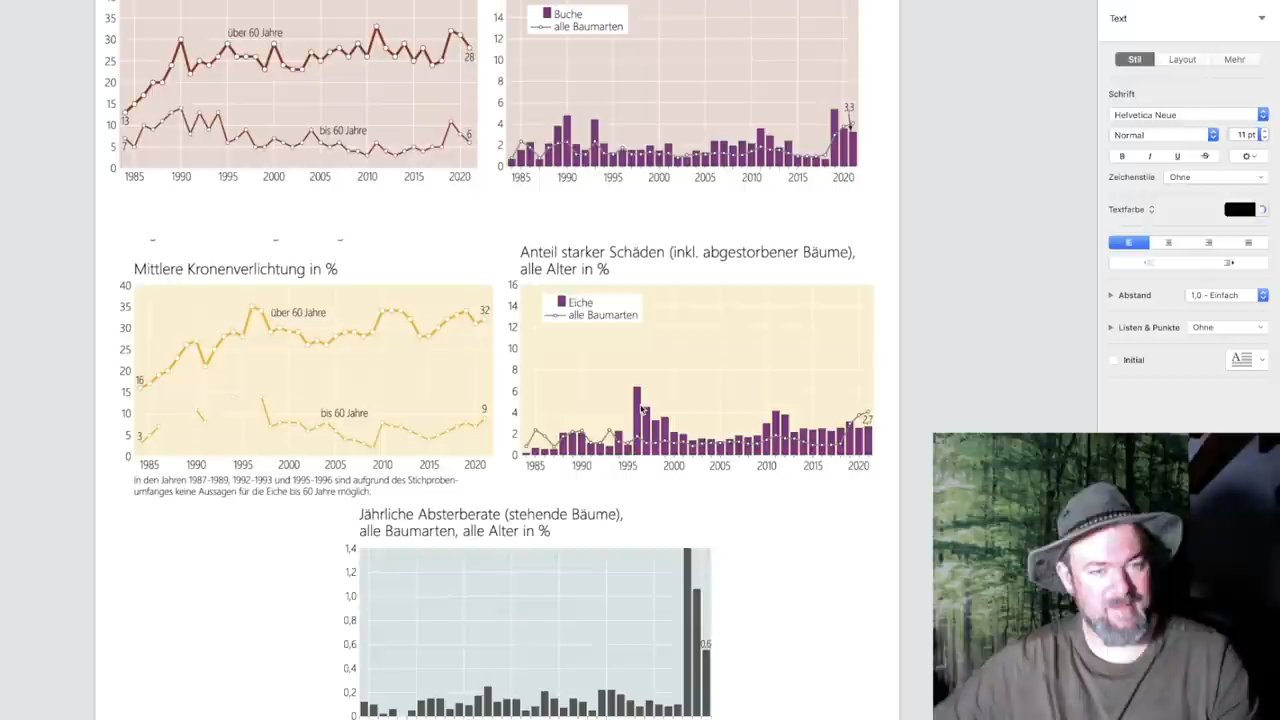 35
30
25
20
15
10
5
0
über 60 Jahre
28
13
bis 60 Jahre
7
6
1985 1990 1995 2000 2005 2010 2015 2020
14
12
10
8
6
4
2
0
Buche
alle Baumarten
3,3
1985 1990 1995 2000 2005 2010 2015 2020
Mittlere Kronenverlichtung in %
40
35
30
25
20
15
10
5
0
über 60 Jahre
32
16
bis 60 Jahre
9
3
1985 1990 1995 2000 2005 2010 2015 2020
In den Jahren 1987-1989, 1992-1993 und 1995-1996 sind aufgrund des Stichproben-
umfanges keine Aussagen für die Eiche bis 60 Jahre möglich.
Anteil starker Schäden (inkl. abgestorbener Bäume),
alle Alter in %
16
14
12
10
8
6
4
2
0
Eiche
alle Baumarten
2,7
1985 1990 1995 2000 2005 2010 2015 2020
Jährliche Absterberate (stehende Bäume),
alle Baumarten, alle Alter in %
1,4
1,2
1,0
0,8
0,6
0,4
0,2
0
0,6
Text
Stil Layout Mehr
Schrift
Helvetica Neue
Normal 11 pt
B I U S
Zeichenstile Ohne
Textfarbe
Abstand 1,0 - Einfach
Listen & Punkte Ohne
Initial